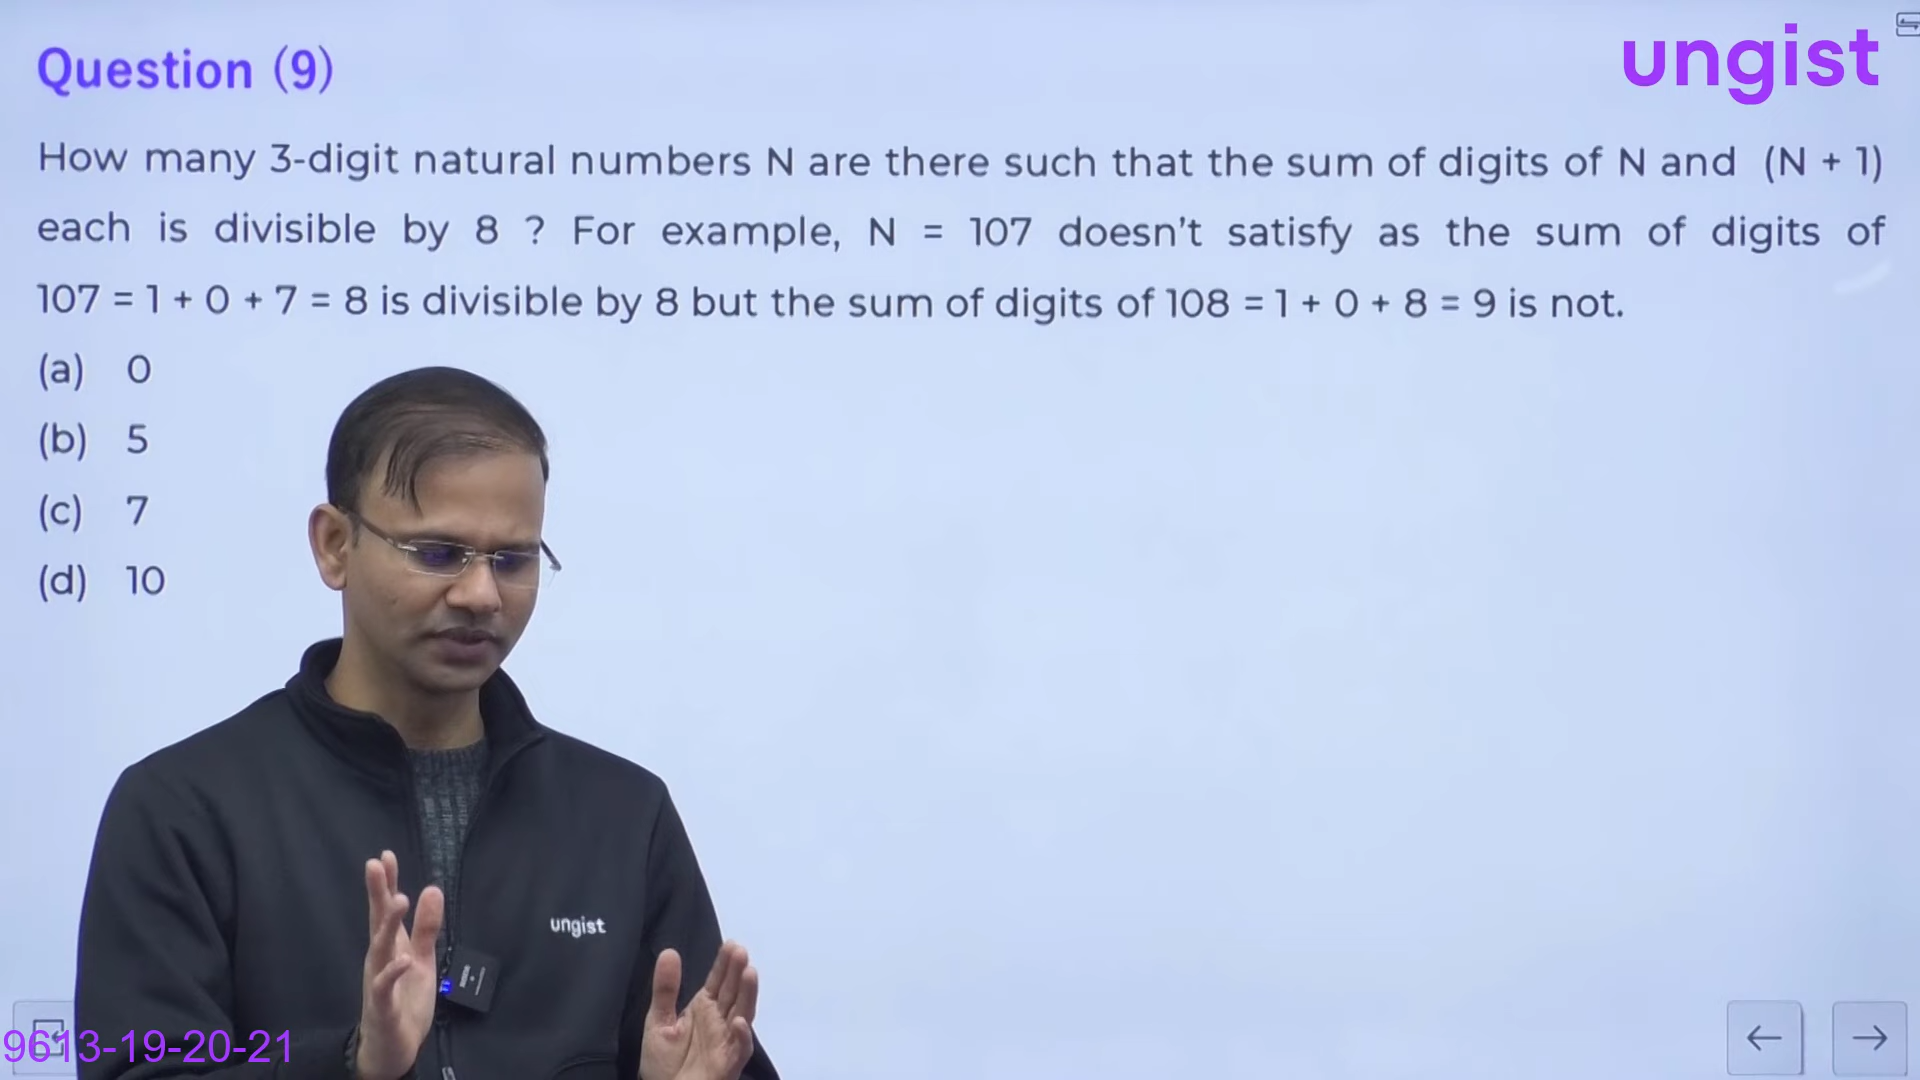 Question (9)
ungist
How many 3-digit natural numbers N are there such that the sum of digits of N and (N + 1)
each is divisible by 8 ? For example, N = 107 doesn't satisfy as the sum of digits of
107 = 1 + 0 + 7 = 8 is divisible by 8 but the sum of digits of 108 = 1 + 0 + 8 = 9 is not.
(a) 0
(b) 5
(c) 7
(d) 10
ungist
9613-19-20-21